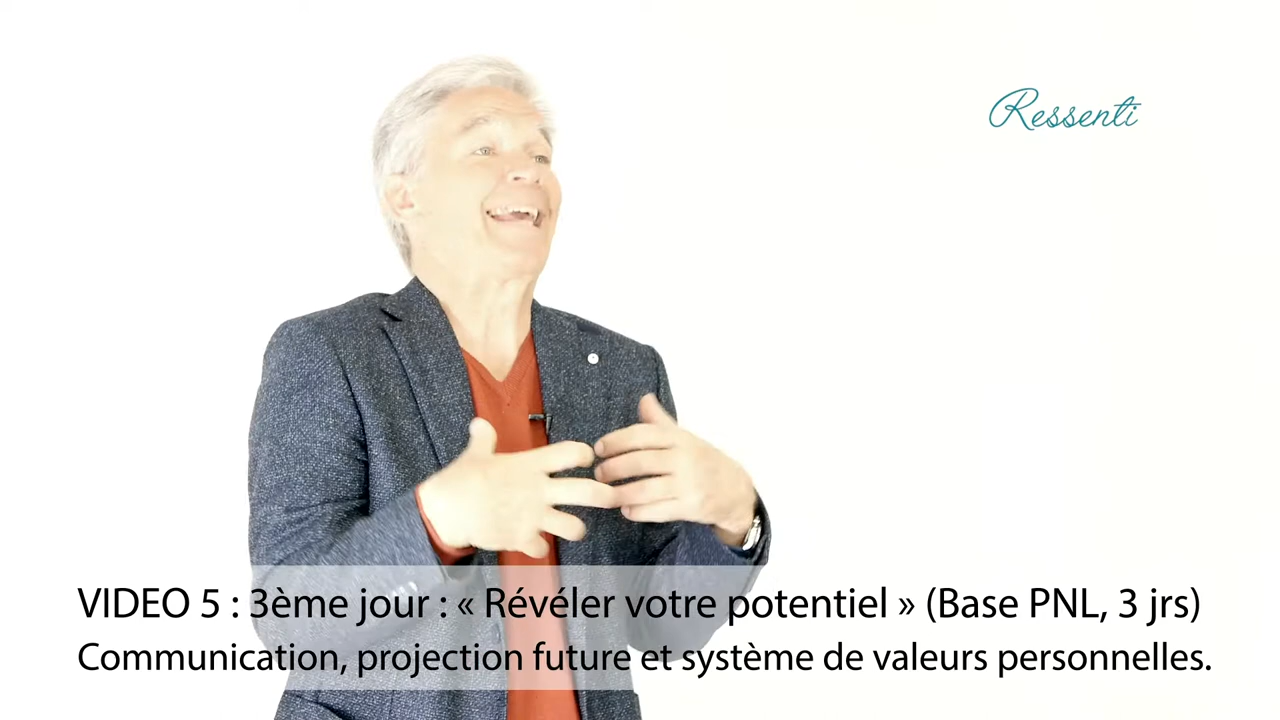 Ressenti
VIDEO 5 : 3ème jour : « Révéler votre potentiel » (Base PNL, 3 jrs)
Communication, projection future et système de valeurs personnelles.